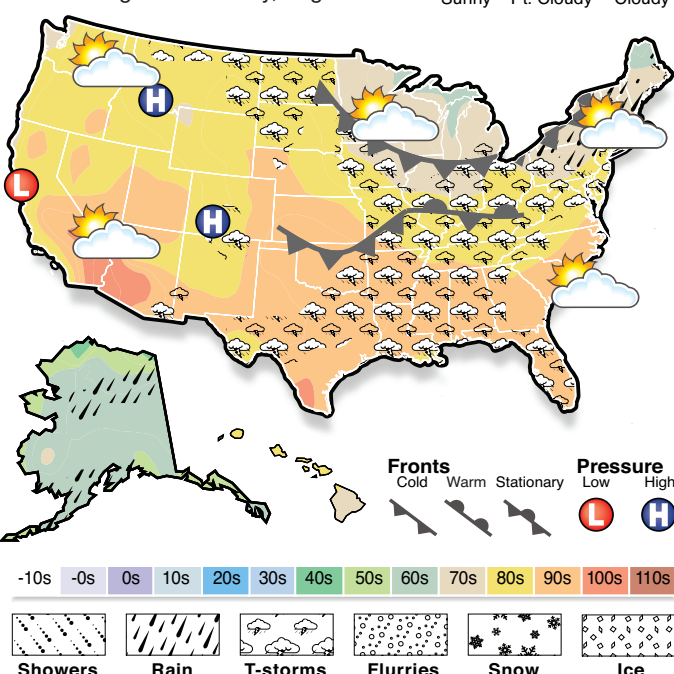 Sunny Pt. Cloudy Cloudy
H
L
H
Fronts
Cold Warm Stationary
Pressure
Low High
L H
-10s -0s 0s 10s 20s 30s 40s 50s 60s 70s 80s 90s 100s 110s
Showers Rain T-storms Flurries Snow Ice